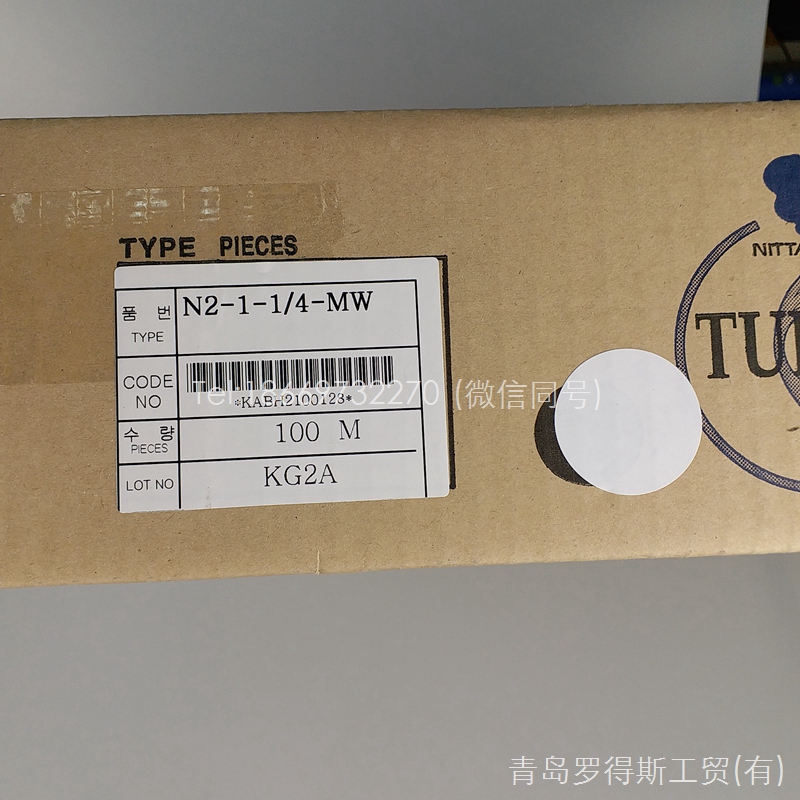 TYPE PIECES
NITTA
품 번
TYPE
N2-1-1/4-MW
TU
CODE
NO
*KABH2100123*
수 량
PIECES
100 M
LOT NO
KG2A
(微信同号)
青岛罗得斯工贸(有)